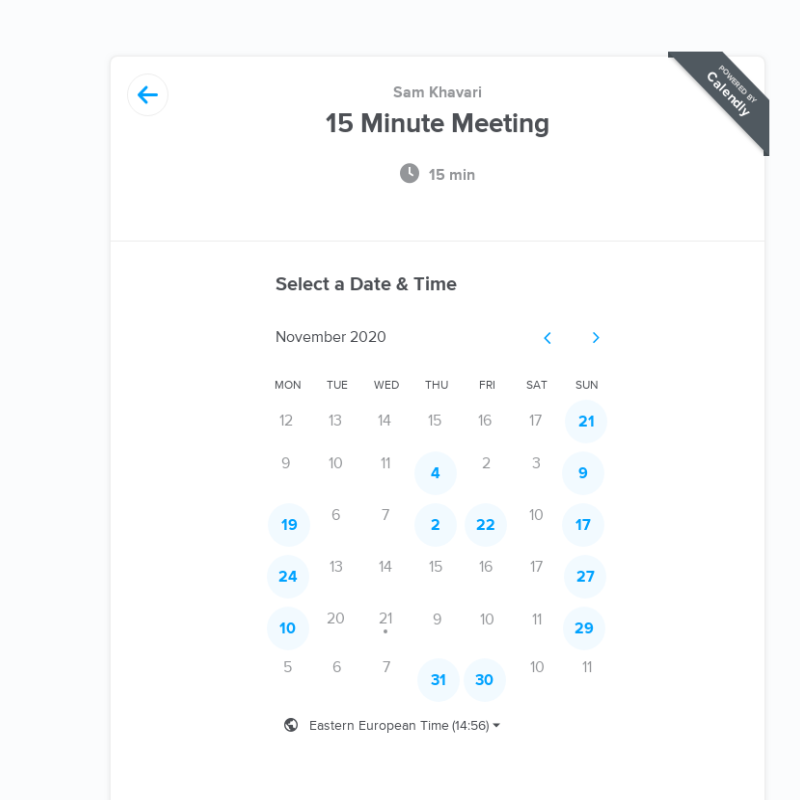 Sam Khavari
15 Minute Meeting
15 min
POWERED BY
Calendly
Select a Date & Time
November 2020
MON TUE WED THU FRI SAT SUN
12 13 14 15 16 17 21
9 10 11 4 2 3 9
19 6 7 2 22 10 17
24 13 14 15 16 17 27
10 20 21 9 10 11 29
5 6 7 31 30 10 11
Eastern European Time (14:56)